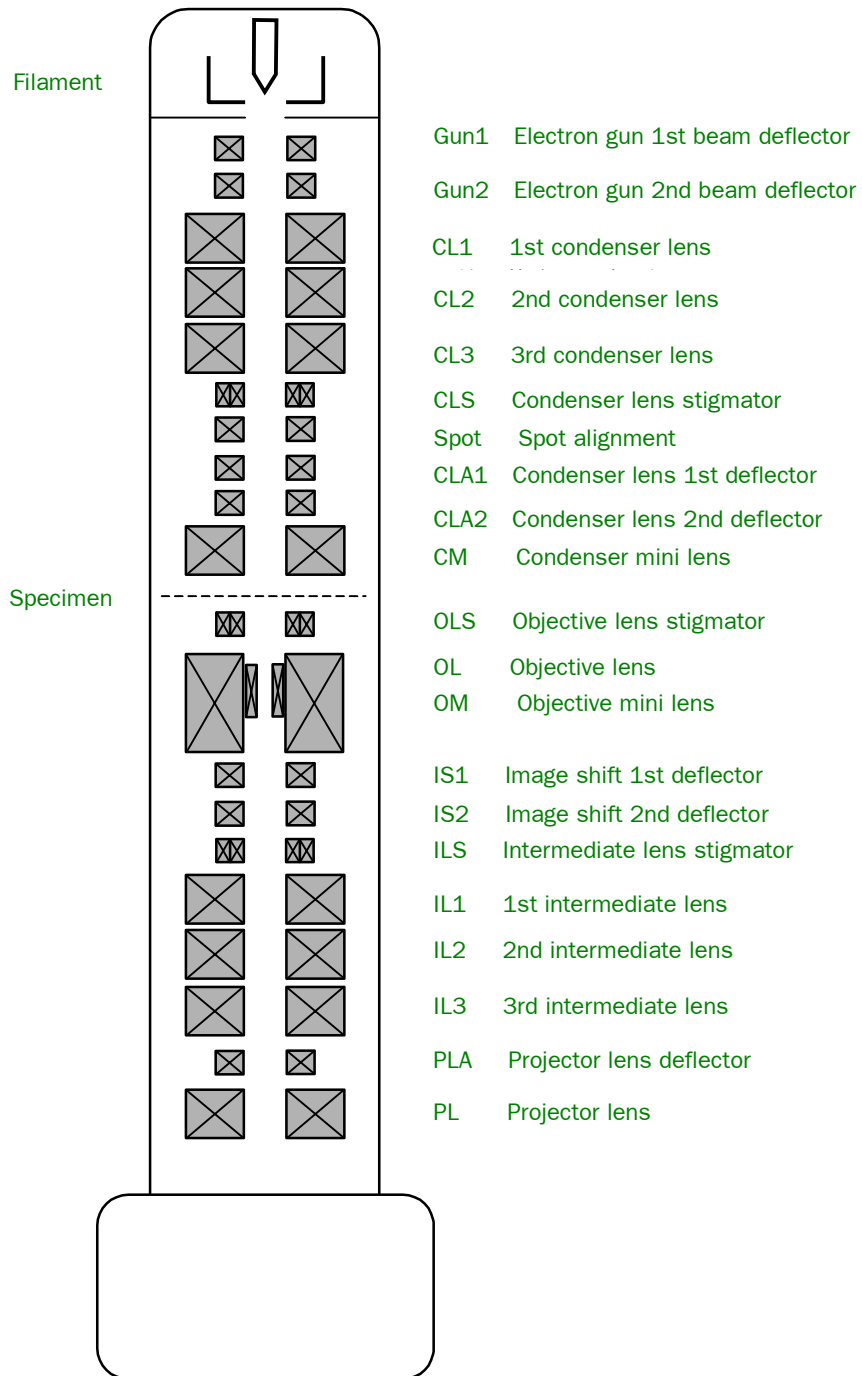 Filament
Gun1 Electron gun 1st beam deflector
Gun2 Electron gun 2nd beam deflector
CL1 1st condenser lens
CL2 2nd condenser lens
CL3 3rd condenser lens
CLS Condenser lens stigmator
Spot Spot alignment
CLA1 Condenser lens 1st deflector
CLA2 Condenser lens 2nd deflector
CM Condenser mini lens
Specimen
OLS Objective lens stigmator
OL Objective lens
OM Objective mini lens
IS1 Image shift 1st deflector
IS2 Image shift 2nd deflector
ILS Intermediate lens stigmator
IL1 1st intermediate lens
IL2 2nd intermediate lens
IL3 3rd intermediate lens
PLA Projector lens deflector
PL Projector lens